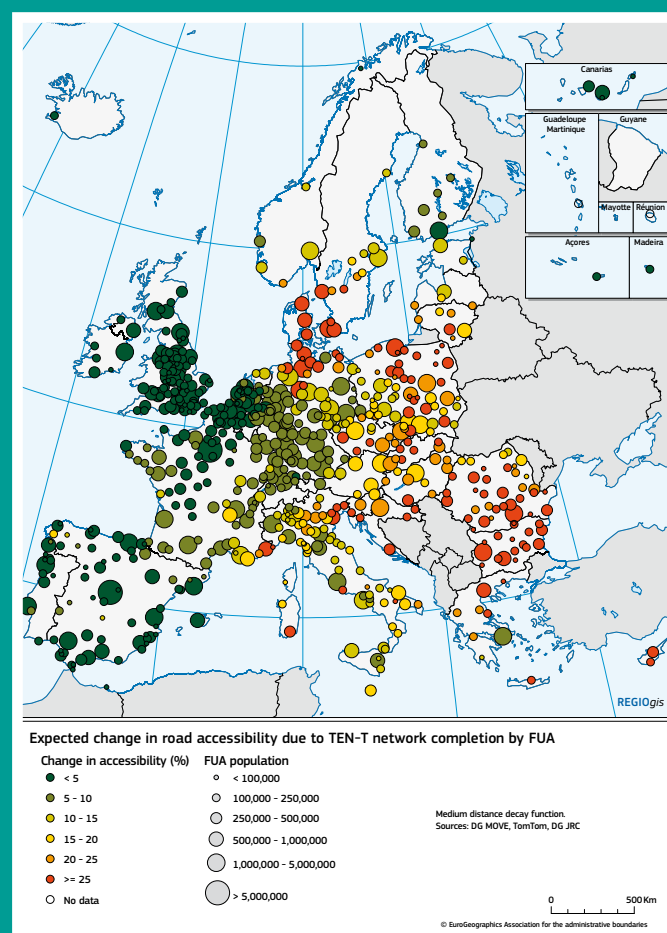 Canarias
Guadeloupe
Martinique
Guyane
Mayotte
Réunion
Açores
Madeira
REGIOgis
Expected change in road accessibility due to TEN-T network completion by FUA
Change in accessibility (%)
< 5
5 - 10
10 - 15
15 - 20
20 - 25
>= 25
No data
FUA population
< 100,000
100,000 - 250,000
250,000 - 500,000
500,000 - 1,000,000
1,000,000 - 5,000,000
> 5,000,000
Medium distance decay function.
Sources: DG MOVE, TomTom, DG JRC
0 500 Km
© EuroGeographics Association for the administrative boundaries